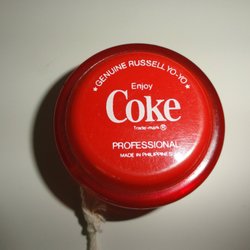 ★ GENUINE RUSSELL YO-YO ★
Enjoy
Coke
Trade-mark ®
PROFESSIONAL
MADE IN PHILIPPINES